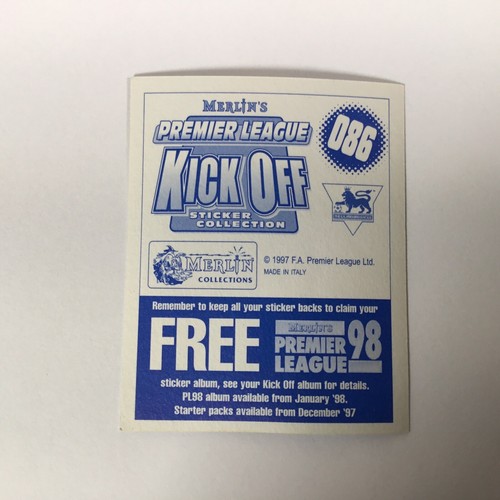 MERLIN'S
PREMIER LEAGUE
KICK OFF
STICKER
COLLECTION
086
MERLIN
COLLECTIONS
© 1997 F.A. Premier League Ltd.
MADE IN ITALY
Remember to keep all your sticker backs to claim your
FREE
MERLIN'S
PREMIER
LEAGUE
98
sticker album, see your Kick Off album for details.
PL98 album available from January '98.
Starter packs available from December '97